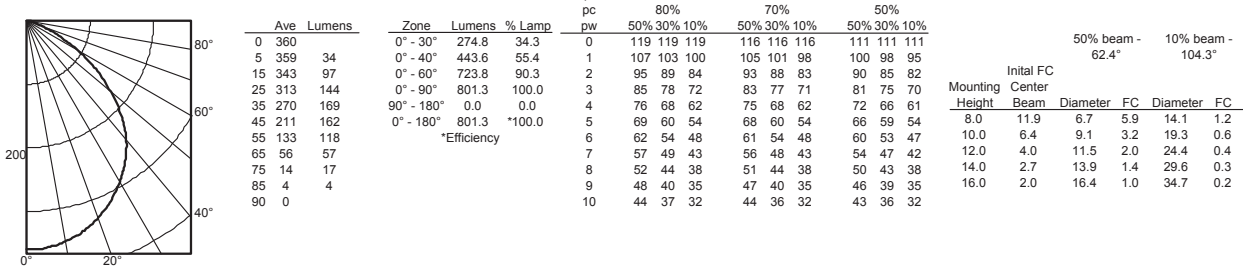 80°
60°
200
40°
0° 20°
Ave Lumens
0 360
5 359 34
15 343 97
25 313 144
35 270 169
45 211 162
55 133 118
65 56 57
75 14 17
85 4 4
90 0
Zone Lumens % Lamp
0° - 30° 274.8 34.3
0° - 40° 443.6 55.4
0° - 60° 723.8 90.3
0° - 90° 801.3 100.0
90° - 180° 0.0 0.0
0° - 180° 801.3 *100.0
*Efficiency
pc 80% 70% 50%
pw 50% 30% 10% 50% 30% 10% 50% 30% 10%
0 119 119 119 116 116 116 111 111 111
1 107 103 100 105 101 98 100 98 95
2 95 89 84 93 88 83 90 85 82
3 85 78 72 83 77 71 81 75 70
4 76 68 62 75 68 62 72 66 61
5 69 60 54 68 60 54 66 59 54
6 62 54 48 61 54 48 60 53 47
7 57 49 43 56 48 43 54 47 42
8 52 44 38 51 44 38 50 43 38
9 48 40 35 47 40 35 46 39 35
10 44 37 32 44 36 32 43 36 32
50% beam - 10% beam -
62.4° 104.3°
Inital FC
Mounting Center
Height Beam Diameter FC Diameter FC
8.0 11.9 6.7 5.9 14.1 1.2
10.0 6.4 9.1 3.2 19.3 0.6
12.0 4.0 11.5 2.0 24.4 0.4
14.0 2.7 13.9 1.4 29.6 0.3
16.0 2.0 16.4 1.0 34.7 0.2